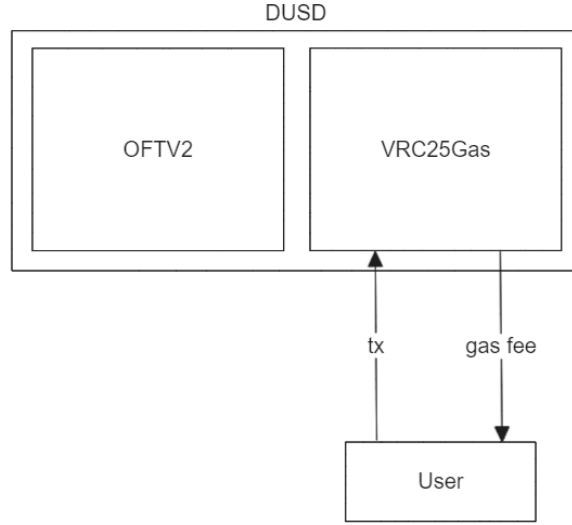 DUSD
OFTV2
VRC25Gas
tx
gas fee
User